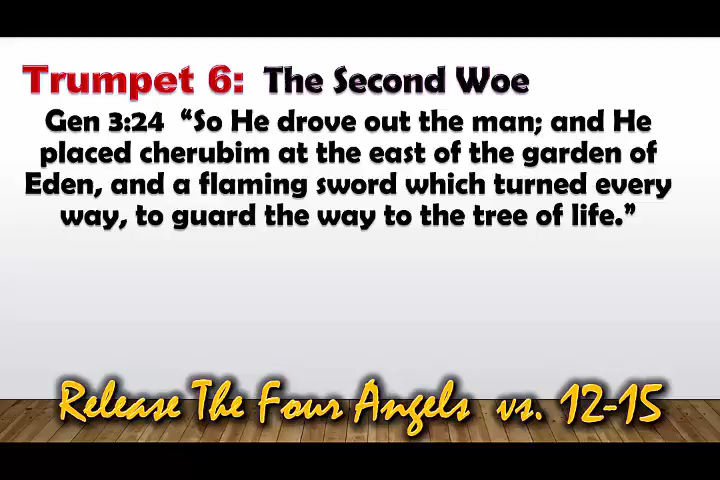 Trumpet 6: The Second Woe
Gen 3:24 “So He drove out the man; and He
placed cherubim at the east of the garden of
Eden, and a flaming sword which turned every
way, to guard the way to the tree of life.”
Release The Four Angels vs. 12-15